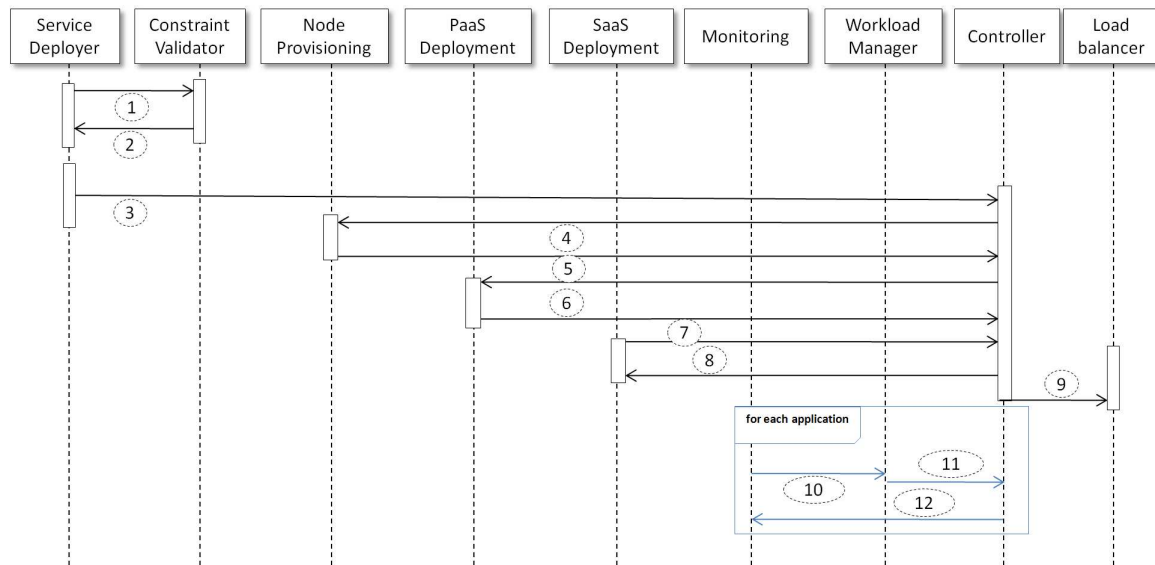 Service
Deployer
Constraint
Validator
Node
Provisioning
PaaS
Deployment
SaaS
Deployment
Monitoring
Workload
Manager
Controller
Load
balancer
1
2
3
4
5
6
7
8
9
for each application
11
10
12